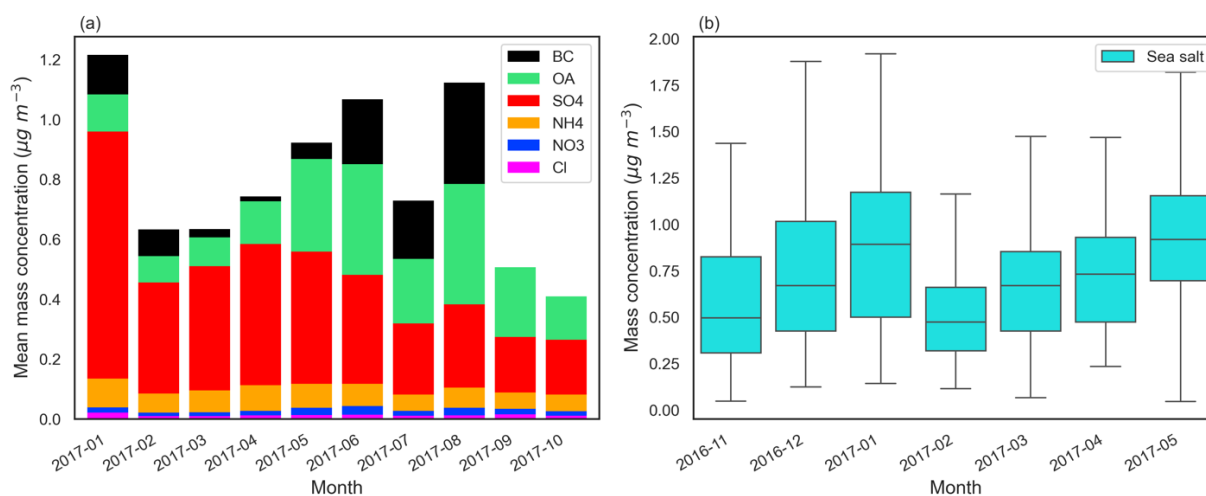 (a)
Mean mass concentration (μg m⁻³)
1.2
1.0
0.8
0.6
0.4
0.2
0.0
BC
OA
SO4
NH4
NO3
Cl
2017-01
2017-02
2017-03
2017-04
2017-05
2017-06
2017-07
2017-08
2017-09
2017-10
Month
(b)
Mass concentration (μg m⁻³)
2.00
1.75
1.50
1.25
1.00
0.75
0.50
0.25
0.00
Sea salt
2016-11
2016-12
2017-01
2017-02
2017-03
2017-04
2017-05
Month